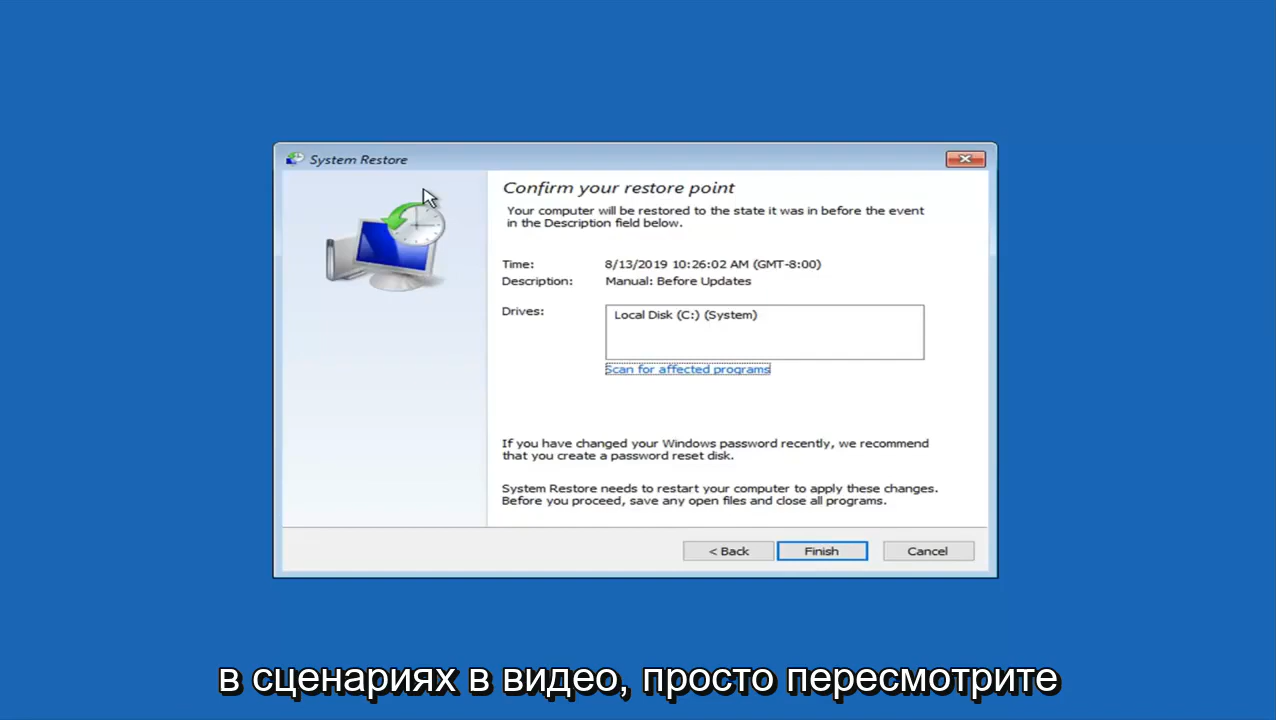 System Restore
Confirm your restore point
Your computer will be restored to the state it was in before the event
in the Description field below.
Time: 8/13/2019 10:26:02 AM (GMT-8:00)
Description: Manual: Before Updates
Drives: Local Disk (C:) (System)
Scan for affected programs
If you have changed your Windows password recently, we recommend
that you create a password reset disk.
System Restore needs to restart your computer to apply these changes.
Before you proceed, save any open files and close all programs.
< Back Finish Cancel
в сценариях в видео, просто пересмотрите